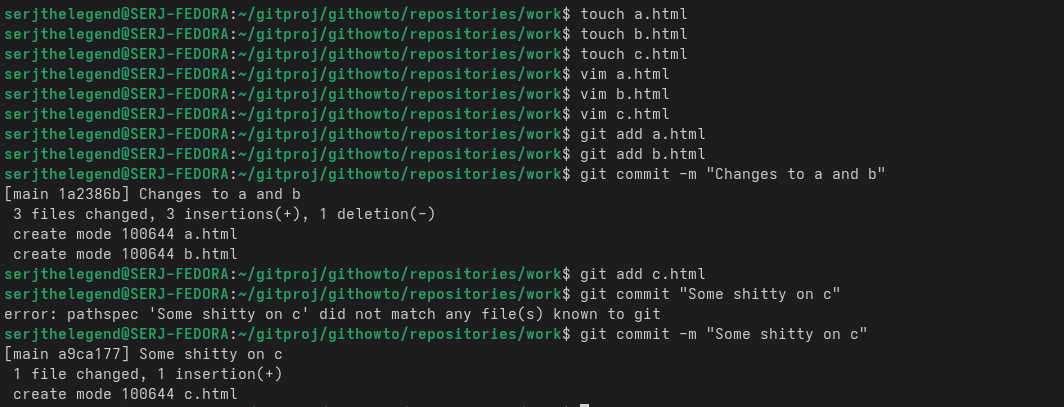 serjthelegend@SERJ-FEDORA:~/gitproj/githowto/repositories/work$ touch a.html
serjthelegend@SERJ-FEDORA:~/gitproj/githowto/repositories/work$ touch b.html
serjthelegend@SERJ-FEDORA:~/gitproj/githowto/repositories/work$ touch c.html
serjthelegend@SERJ-FEDORA:~/gitproj/githowto/repositories/work$ vim a.html
serjthelegend@SERJ-FEDORA:~/gitproj/githowto/repositories/work$ vim b.html
serjthelegend@SERJ-FEDORA:~/gitproj/githowto/repositories/work$ vim c.html
serjthelegend@SERJ-FEDORA:~/gitproj/githowto/repositories/work$ git add a.html
serjthelegend@SERJ-FEDORA:~/gitproj/githowto/repositories/work$ git add b.html
serjthelegend@SERJ-FEDORA:~/gitproj/githowto/repositories/work$ git commit -m "Changes to a and b"
[main 1a2386b] Changes to a and b
 3 files changed, 3 insertions(+), 1 deletion(-)
 create mode 100644 a.html
 create mode 100644 b.html
serjthelegend@SERJ-FEDORA:~/gitproj/githowto/repositories/work$ git add c.html
serjthelegend@SERJ-FEDORA:~/gitproj/githowto/repositories/work$ git commit "Some shitty on c"
error: pathspec 'Some shitty on c' did not match any file(s) known to git
serjthelegend@SERJ-FEDORA:~/gitproj/githowto/repositories/work$ git commit -m "Some shitty on c"
[main a9ca177] Some shitty on c
 1 file changed, 1 insertion(+)
 create mode 100644 c.html
serjthelegend@SERJ-FEDORA:~/gitproj/githowto/repositories/work$